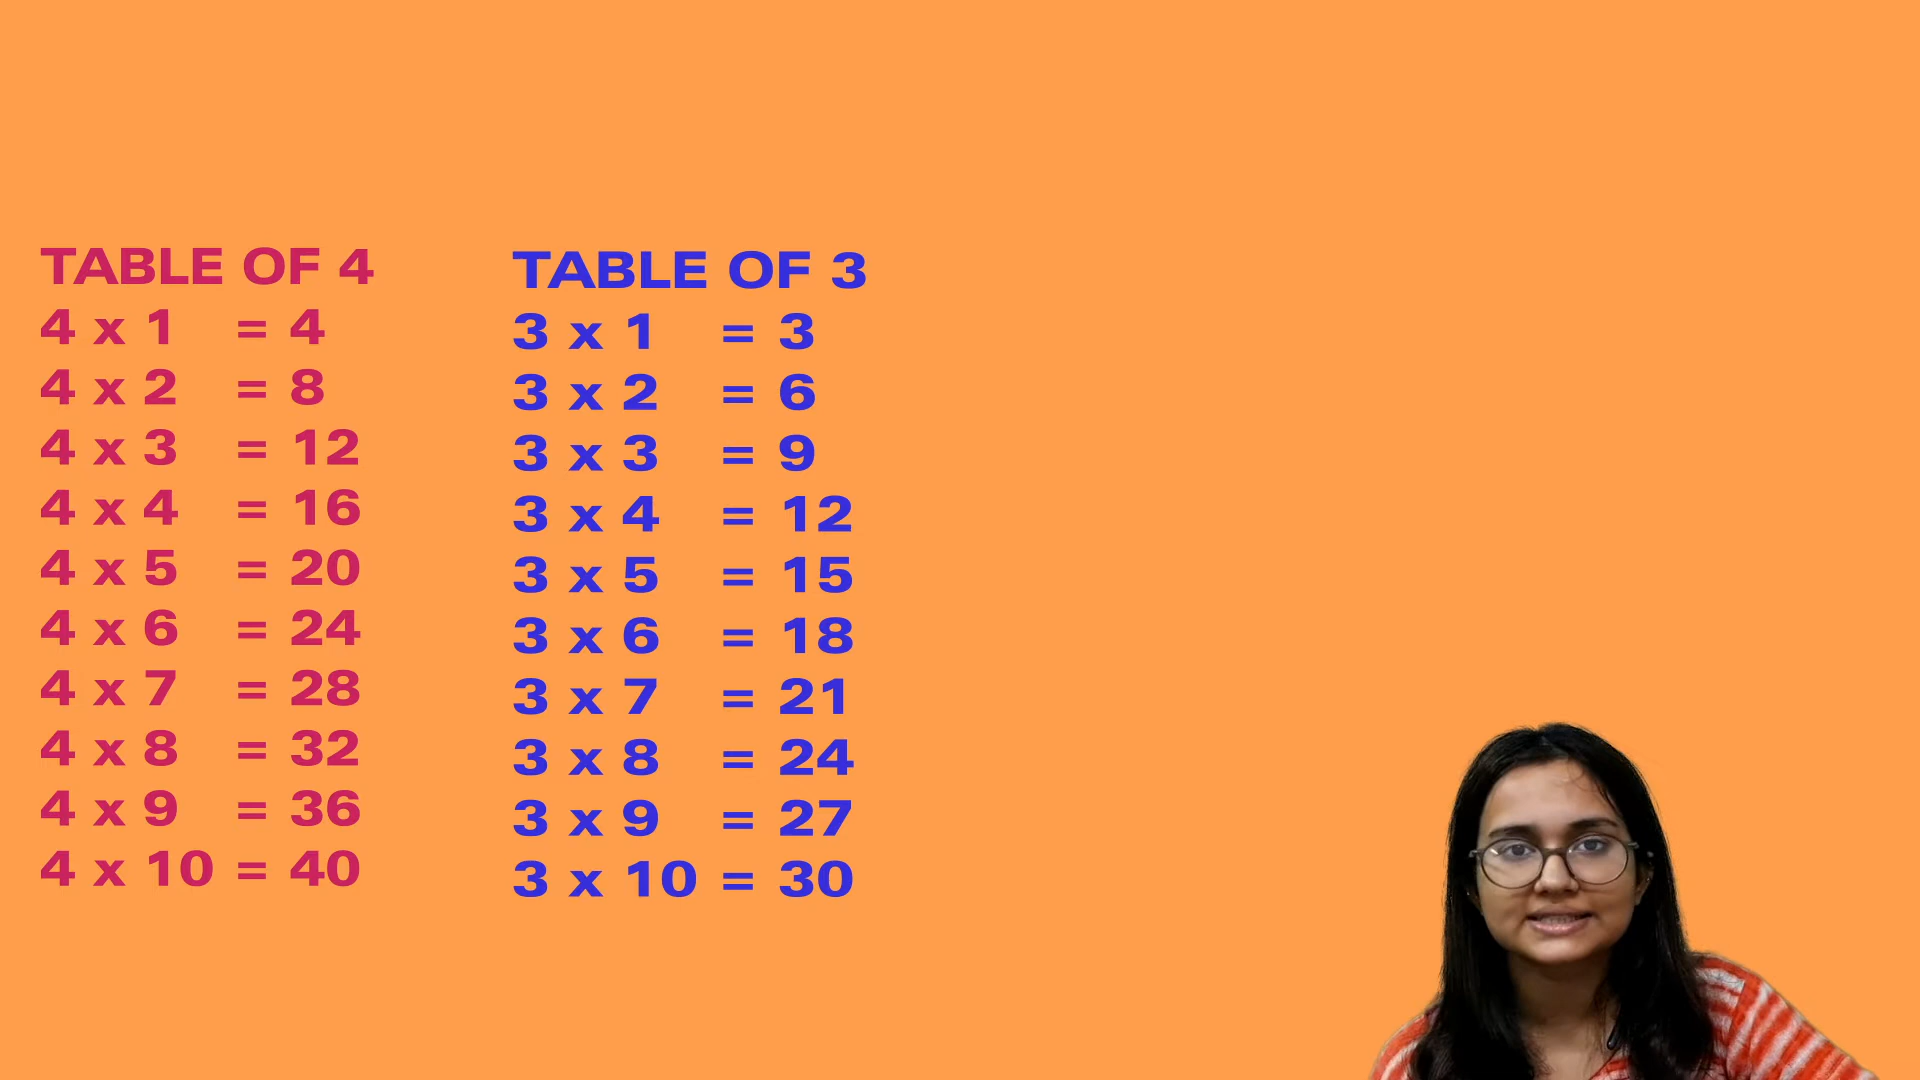 TABLE OF 4
4 x 1 = 4
4 x 2 = 8
4 x 3 = 12
4 x 4 = 16
4 x 5 = 20
4 x 6 = 24
4 x 7 = 28
4 x 8 = 32
4 x 9 = 36
4 x 10 = 40
TABLE OF 3
3 x 1 = 3
3 x 2 = 6
3 x 3 = 9
3 x 4 = 12
3 x 5 = 15
3 x 6 = 18
3 x 7 = 21
3 x 8 = 24
3 x 9 = 27
3 x 10 = 30